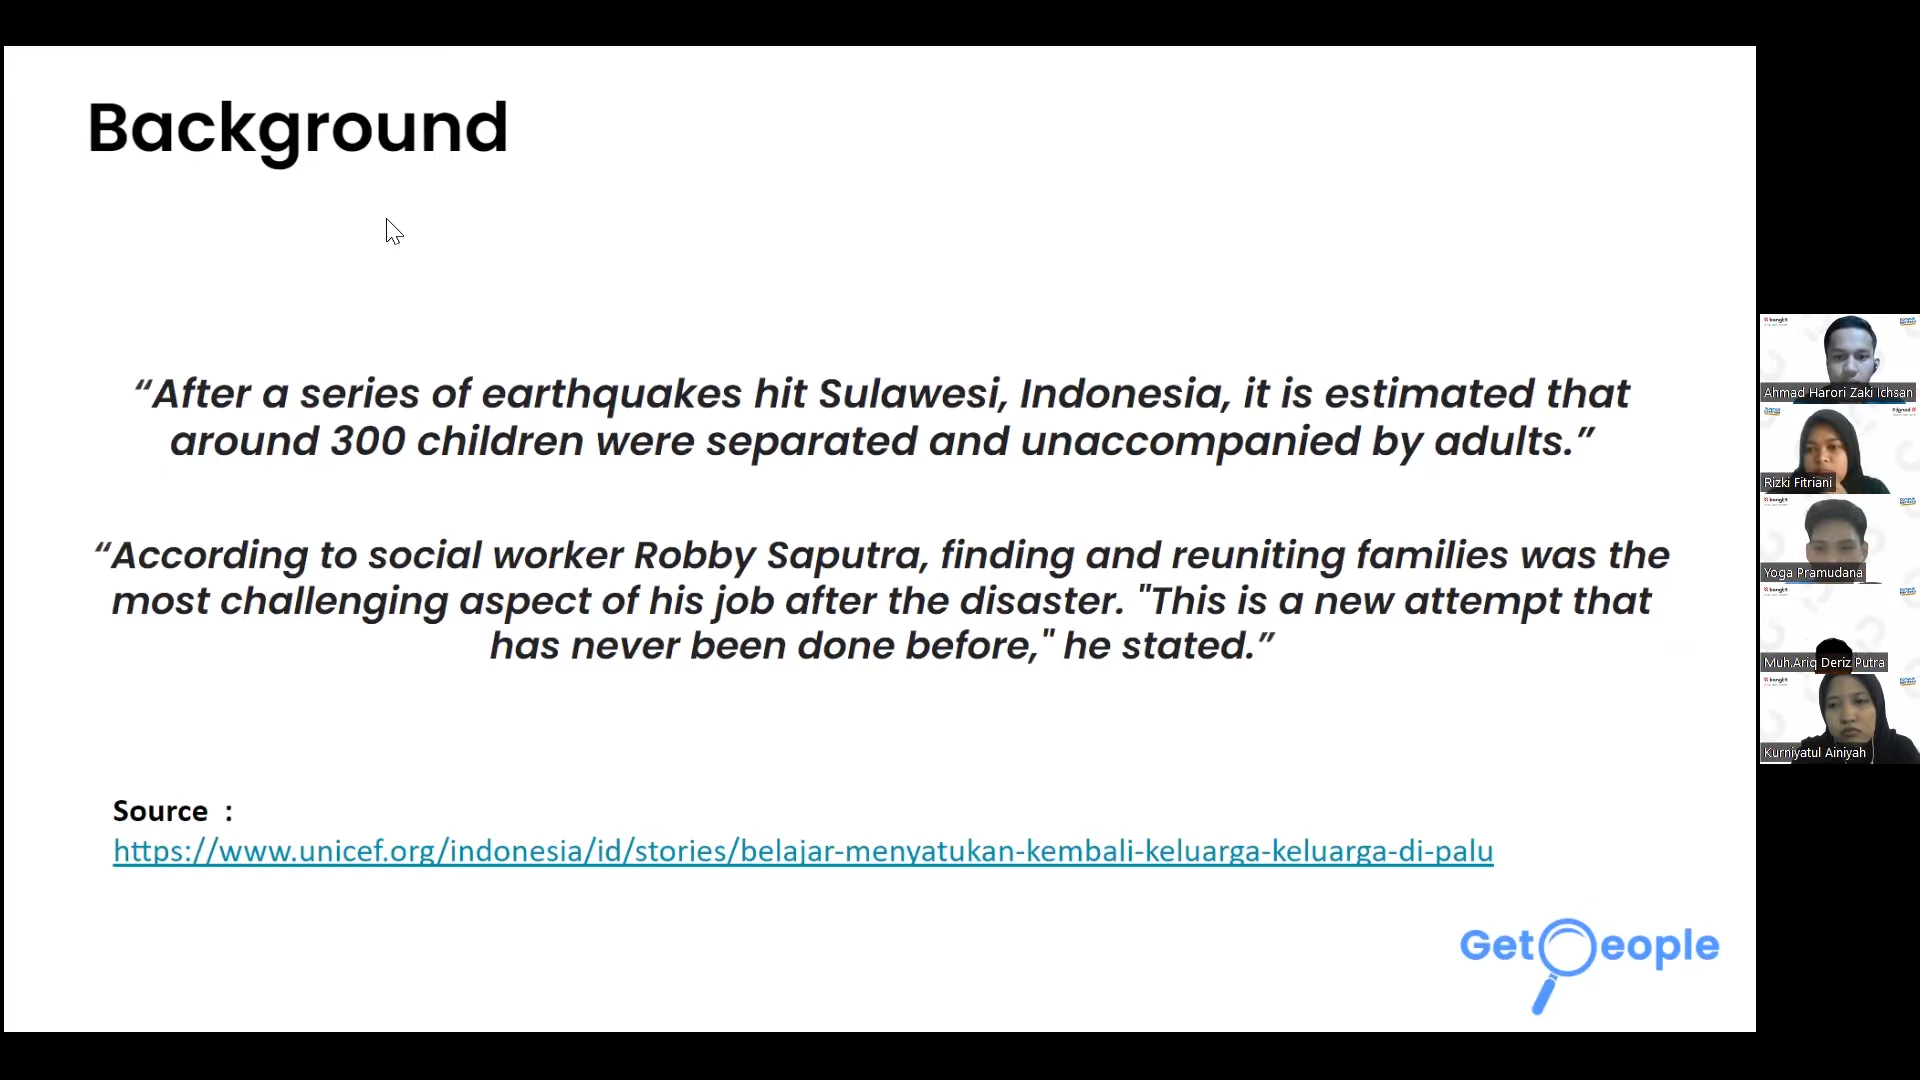 Background
“After a series of earthquakes hit Sulawesi, Indonesia, it is estimated that
around 300 children were separated and unaccompanied by adults.”
“According to social worker Robby Saputra, finding and reuniting families was the
most challenging aspect of his job after the disaster. "This is a new attempt that
has never been done before," he stated.”
Source :
https://www.unicef.org/indonesia/id/stories/belajar-menyatukan-kembali-keluarga-keluarga-di-palu
Get eople
Ahmad Harori Zaki Ichsan
Rizki Fitriani
Yoga Pramudana
Muh.Ariq Deriz Putra
Kurniyatul Ainiyah